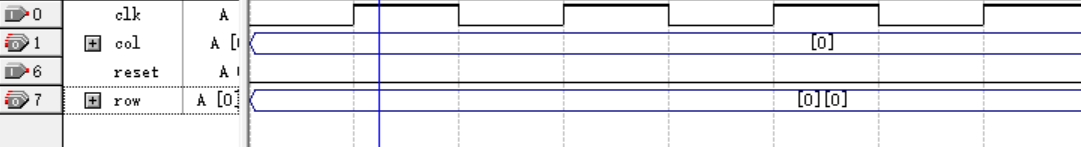 0 clk A
1 + col A [ [0]
6 reset A
7 + row A [0] [0][0]